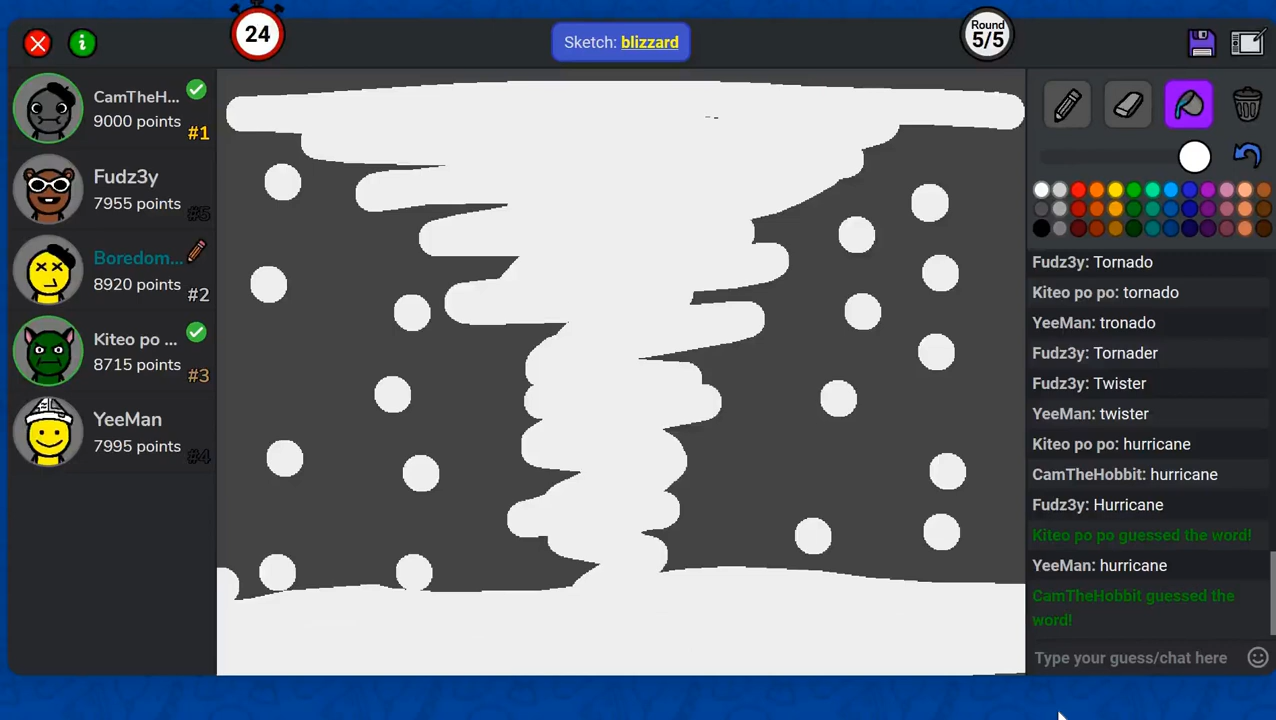 24
Sketch: blizzard
Round
5/5
CamTheH...
9000 points
#1
Fudz3y
7955 points
#5
Boredom...
8920 points
#2
Kiteo po ...
8715 points
#3
YeeMan
7995 points
#4
Fudz3y: Tornado
Kiteo po po: tornado
YeeMan: tronado
Fudz3y: Tornader
Fudz3y: Twister
YeeMan: twister
Kiteo po po: hurricane
CamTheHobbit: hurricane
Fudz3y: Hurricane
Kiteo po po guessed the word!
YeeMan: hurricane
CamTheHobbit guessed the
word!
Type your guess/chat here